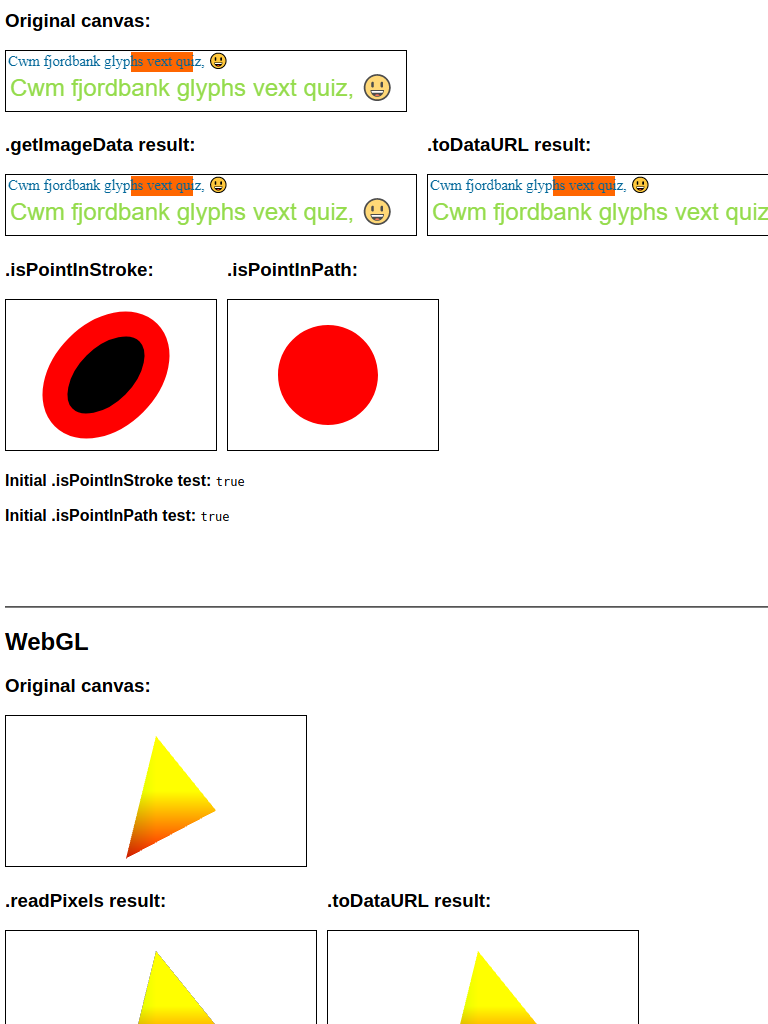 Original canvas:
Cwm fjordbank glyphs vext quiz, 😃
Cwm fjordbank glyphs vext quiz, 😃
.getImageData result:
.toDataURL result:
Cwm fjordbank glyphs vext quiz, 😃
Cwm fjordbank glyphs vext quiz, 😃
Cwm fjordbank glyphs vext quiz, 😃
Cwm fjordbank glyphs vext quiz
.isPointInStroke:
.isPointInPath:
Initial .isPointInStroke test: true
Initial .isPointInPath test: true
WebGL
Original canvas:
.readPixels result:
.toDataURL result: